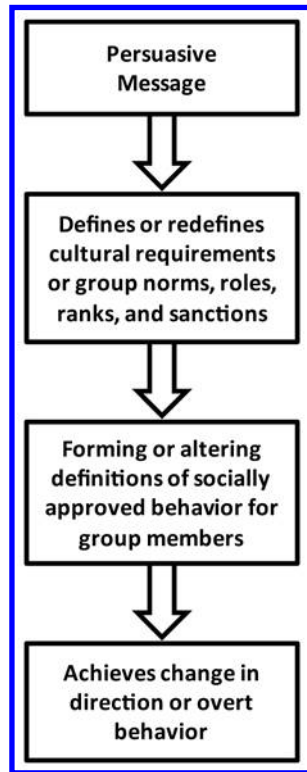 Persuasive
Message
Defines or redefines
cultural requirements
or group norms, roles,
ranks, and sanctions
Forming or altering
definitions of socially
approved behavior for
group members
Achieves change in
direction or overt
behavior